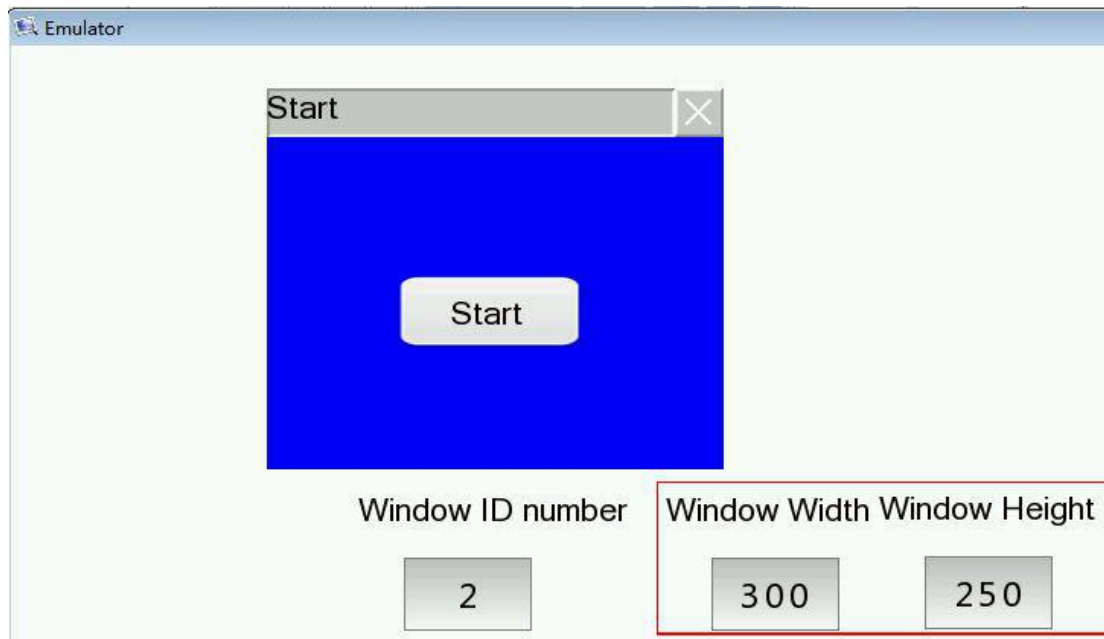 Emulator
Start
Start
Window ID number
Window Width
Window Height
2
300
250